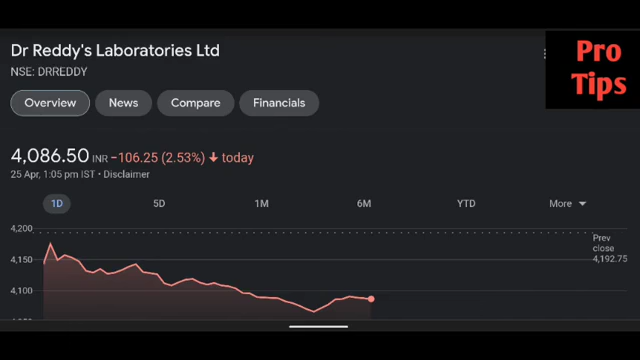 Dr Reddy's Laboratories Ltd
NSE: DRREDDY
Pro
Tips
Overview News Compare Financials
4,086.50 INR −106.25 (2.53%) ↓ today
25 Apr, 1:05 pm IST • Disclaimer
1D 5D 1M 6M YTD More
4,200
Prev
close
4,192.75
4,150
4,100